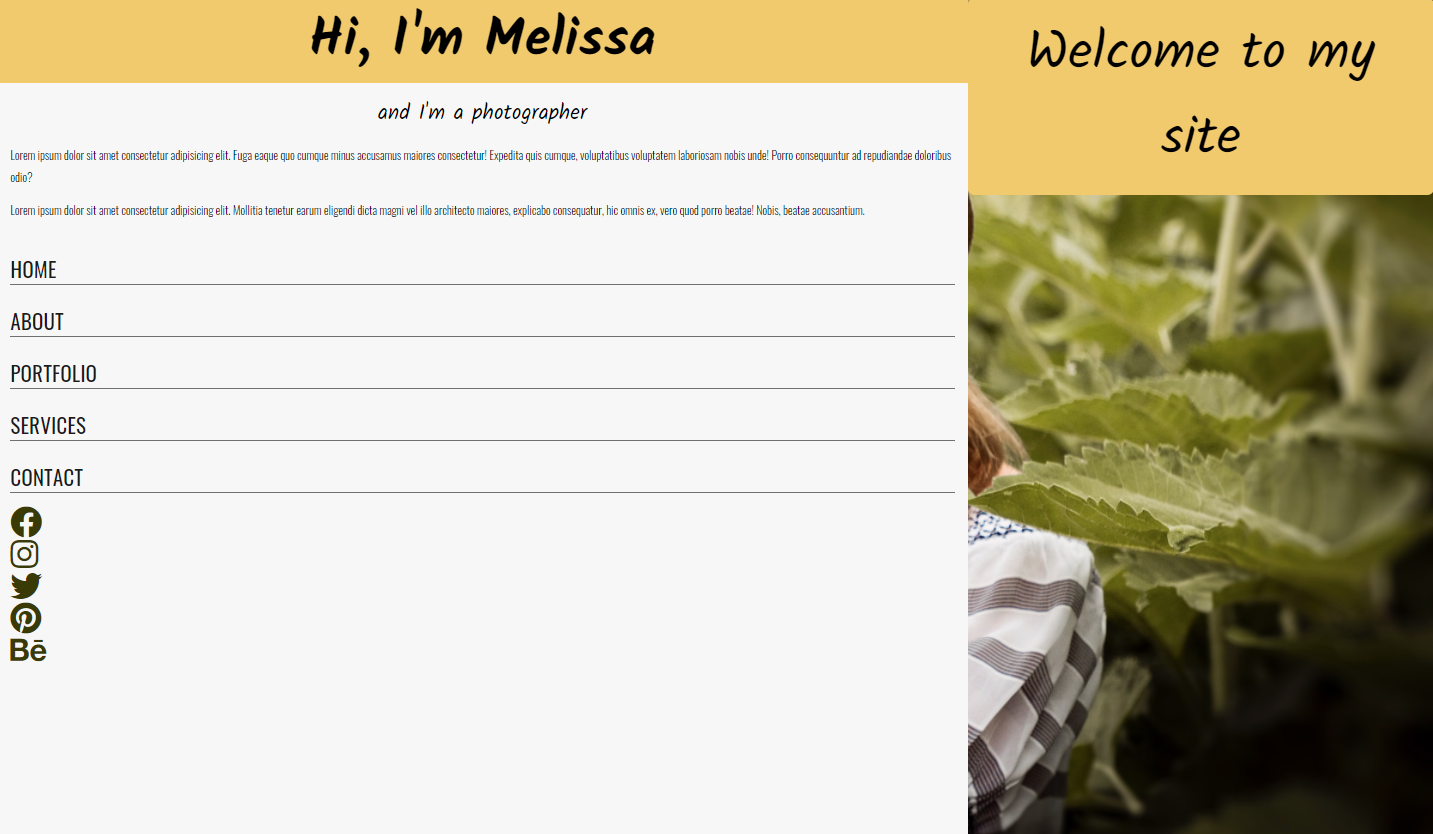 Hi, I'm Melissa
and I'm a photographer
Lorem ipsum dolor sit amet consectetur adipisicing elit. Fuga eaque quo cumque minus accusamus maiores consectetur! Expedita quis cumque, voluptatibus voluptatem laboriosam nobis unde! Porro consequuntur ad repudiandae doloribus
odio?
Lorem ipsum dolor sit amet consectetur adipisicing elit. Mollitia tenetur earum eligendi dicta magni vel illo architecto maiores, explicabo consequatur, hic omnis ex, vero quod porro beatae! Nobis, beatae accusantium.
HOME
ABOUT
PORTFOLIO
SERVICES
CONTACT
Bē
Welcome to my
site